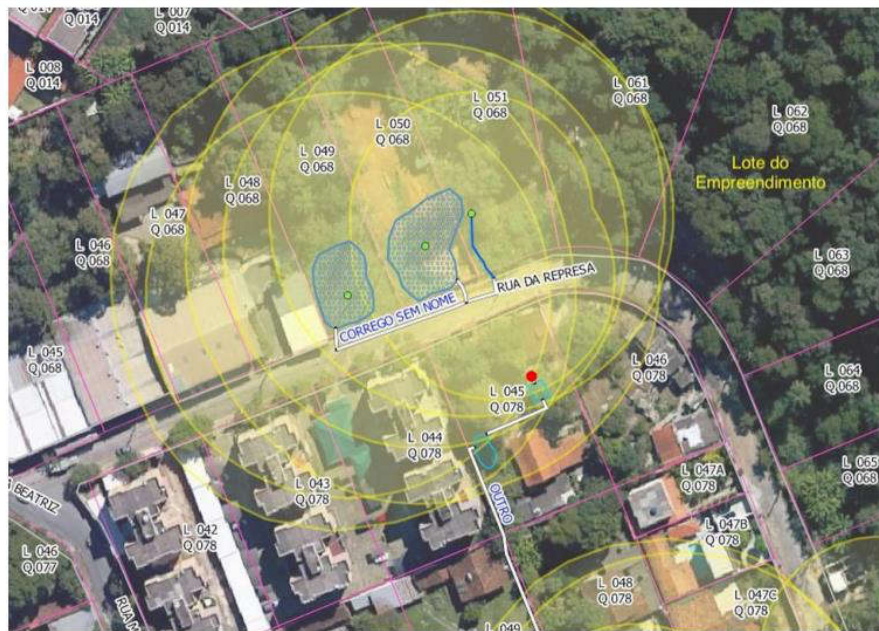 Q 014
L 007
Q 014
L 008
Q 014
L 061
Q 068
L 062
Q 068
L 051
Q 068
L 050
Q 068
L 049
Q 068
Lote do
Empreendimento
L 048
Q 068
L 047
Q 068
L 046
Q 068
L 063
Q 068
RUA DA REPRESA
CORREGO SEM NOME
L 045
Q 068
L 046
Q 078
L 064
Q 068
L 045
Q 078
L 044
Q 078
L 043
Q 078
L 047A
Q 078
L 065
Q 068
BEATRIZ
OUTRO
L 042
Q 078
L 047B
Q 078
L 046
Q 077
L 048
Q 078
L 047C
Q 078
RUA M
L 049